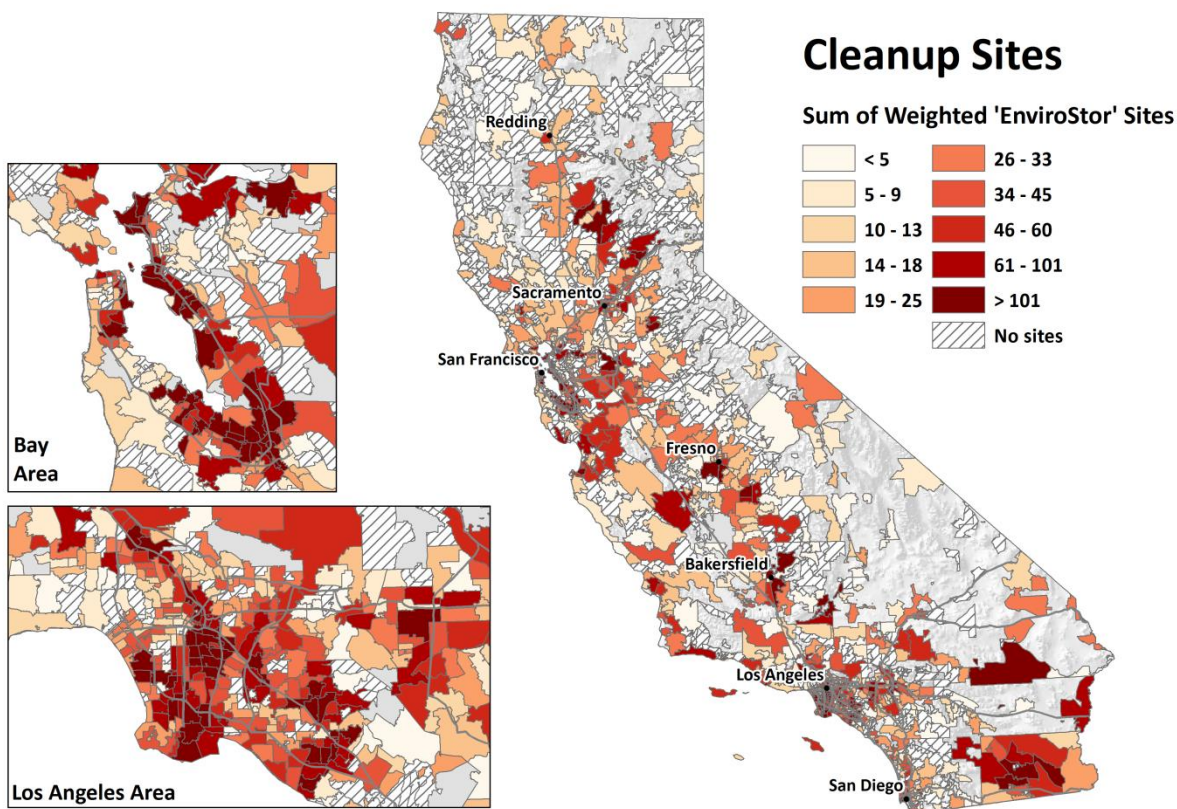 Cleanup Sites
Sum of Weighted 'EnviroStor' Sites
< 5
5 - 9
10 - 13
14 - 18
19 - 25
26 - 33
34 - 45
46 - 60
61 - 101
> 101
No sites
Redding
Sacramento
San Francisco
Fresno
Bakersfield
Los Angeles
San Diego
Bay
Area
Los Angeles Area